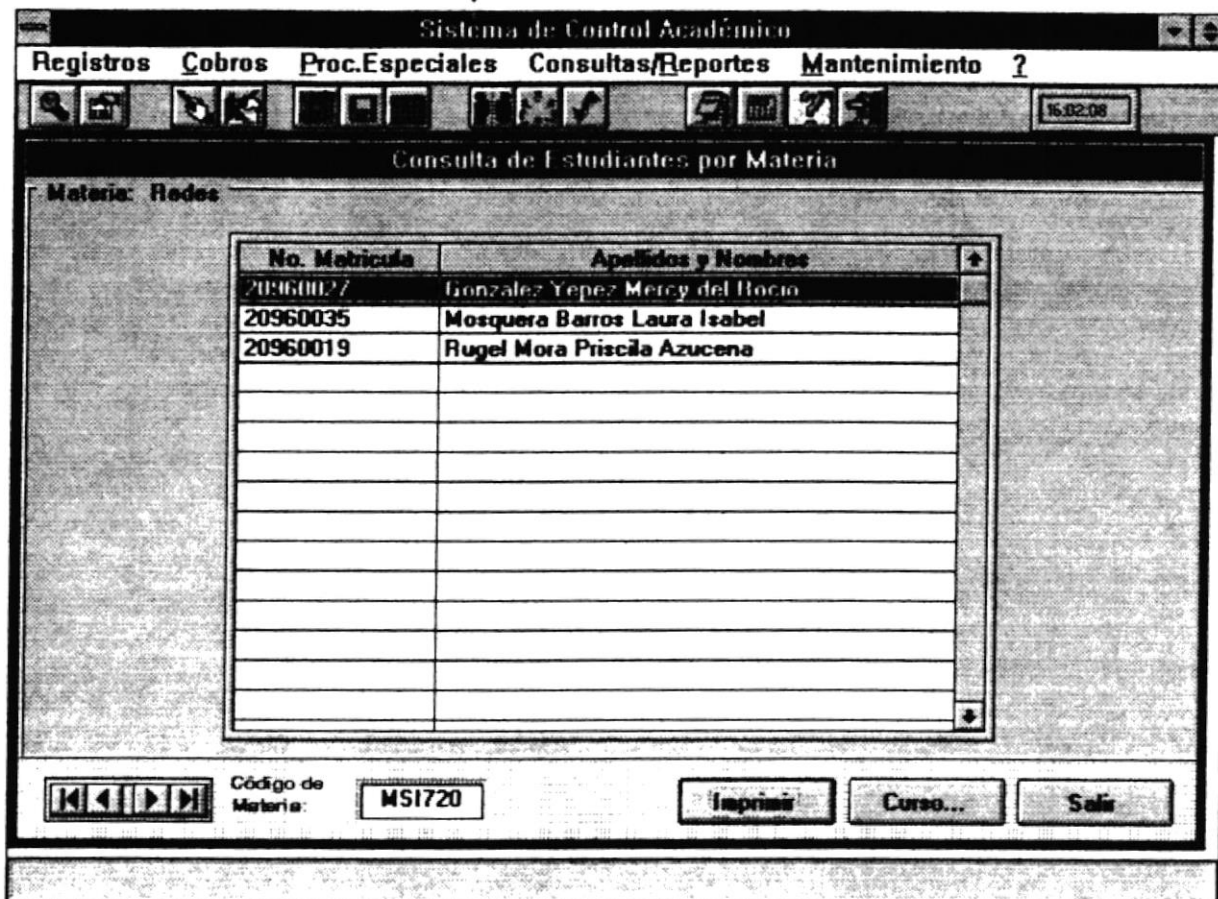 Sistema de Control Académico
Registros Cobros Proc.Especiales Consultas/Reportes Mantenimiento ?
16:02:08
Consulta de Estudiantes por Materia
Materia: Redes
No. Matricula Apellidos y Nombres
20960027 Gonzalez Yepez Mercy del Rocio
20960035 Mosquera Barros Laura Isabel
20960019 Rugel Mora Priscila Azucena
Código de
Materia: MSI720 Imprimir Curso... Salir